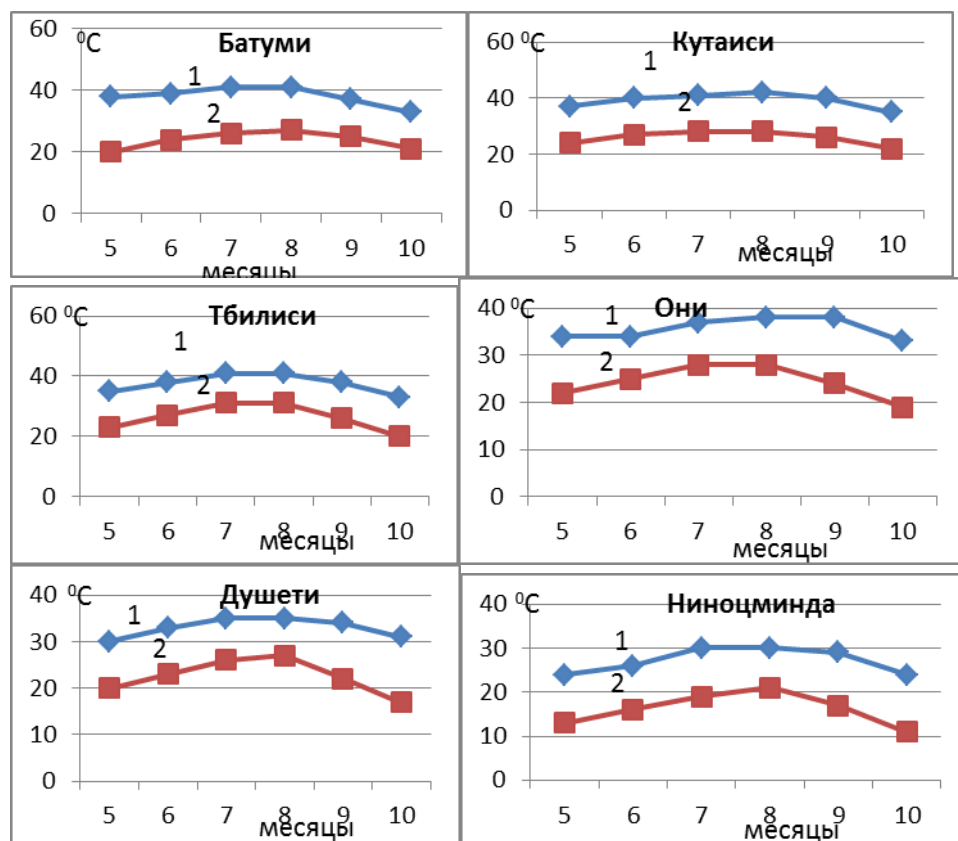 Батуми
⁰C
60
40
20
0
1
2
5 6 7 8 9 10
месяцы
Кутаиси
60 ⁰C
40
20
0
1
2
5 6 7 8 9 10
месяцы
Тбилиси
60 ⁰C
40
20
0
1
2
5 6 7 8 9 10
месяцы
Они
40 ⁰C
30
20
10
0
1
2
5 6 7 8 9 10
месяцы
Душети
40 ⁰C
30
20
10
0
1
2
5 6 7 8 9 10
месяцы
Ниноцминда
40 ⁰C
30
20
10
0
1
2
5 6 7 8 9 10
месяцы